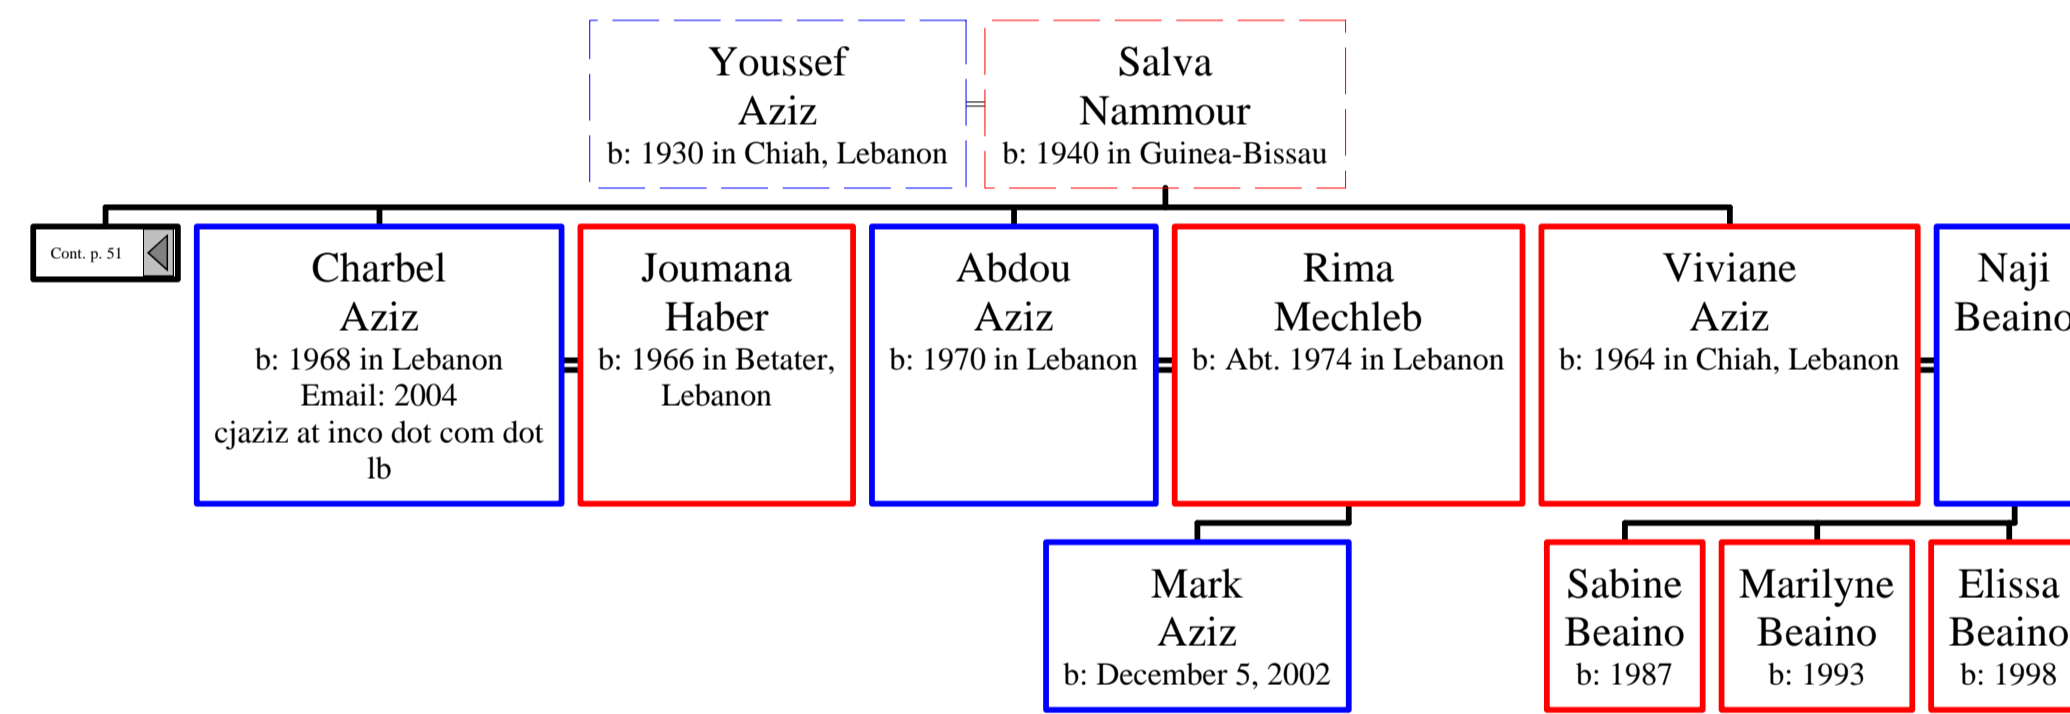 Youssef
Aziz
b: 1930 in Chiah, Lebanon
Salva
Nammour
b: 1940 in Guinea-Bissau
Cont. p. 51
Charbel
Aziz
b: 1968 in Lebanon
Email: 2004
cjaziz at inco dot com dot
lb
Joumana
Haber
b: 1966 in Betater,
Lebanon
Abdou
Aziz
b: 1970 in Lebanon
Rima
Mechleb
b: Abt. 1974 in Lebanon
Viviane
Aziz
b: 1964 in Chiah, Lebanon
Naji
Beaino
Mark
Aziz
b: December 5, 2002
Sabine
Beaino
b: 1987
Marilyne
Beaino
b: 1993
Elissa
Beaino
b: 1998